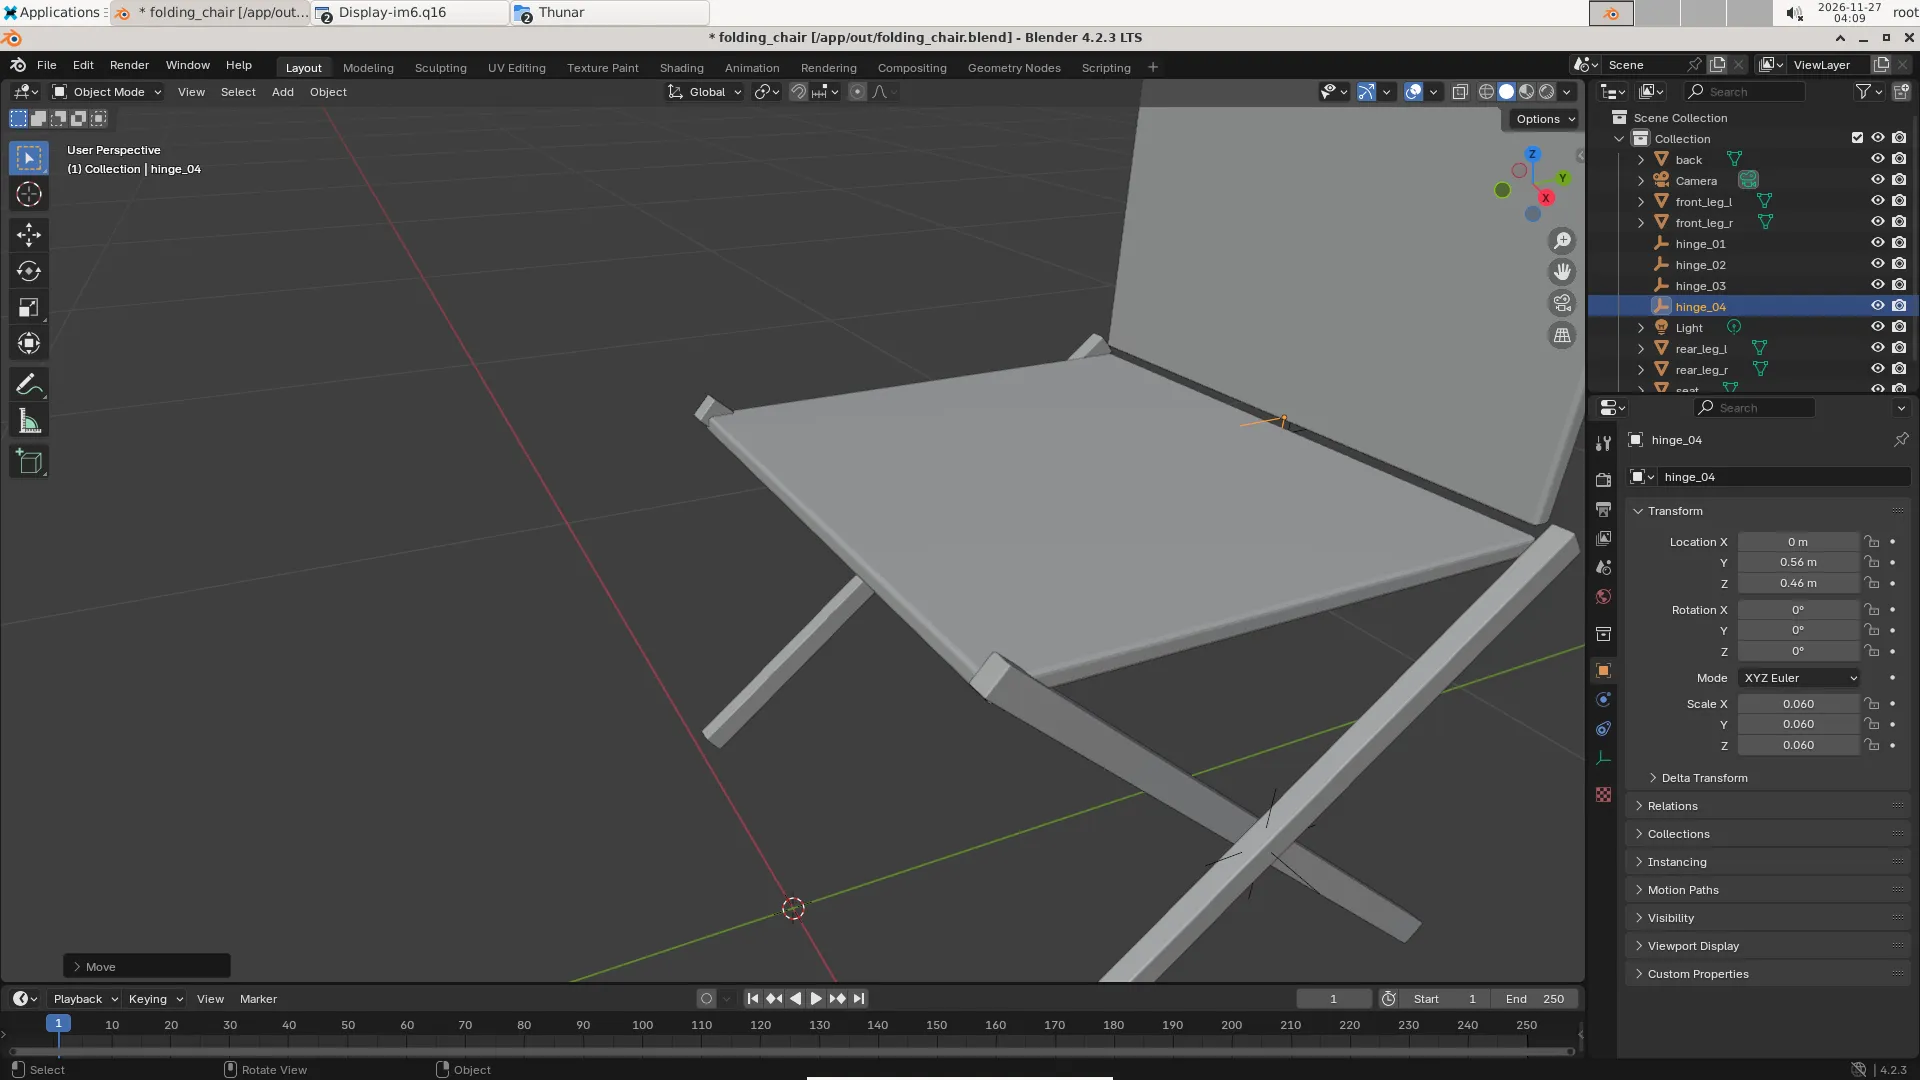 Applications
* folding_chair [/app/out...
Display-im6.q16
Thunar
2026-11-27
04:09
root
* folding_chair [/app/out/folding_chair.blend] - Blender 4.2.3 LTS
File Edit Render Window Help
Layout Modeling Sculpting UV Editing Texture Paint Shading Animation Rendering Compositing Geometry Nodes Scripting +
Scene
ViewLayer
Object Mode View Select Add Object
Global
Search
Options
User Perspective
(1) Collection | hinge_04
Z
Y
X
Scene Collection
Collection
back
Camera
front_leg_l
front_leg_r
hinge_01
hinge_02
hinge_03
hinge_04
Light
rear_leg_l
rear_leg_r
seat
Search
hinge_04
hinge_04
Transform
Location X 0 m
Y 0.56 m
Z 0.46 m
Rotation X 0°
Y 0°
Z 0°
Mode XYZ Euler
Scale X 0.060
Y 0.060
Z 0.060
Delta Transform
Relations
Collections
Instancing
Motion Paths
Visibility
Viewport Display
Custom Properties
Move
Playback Keying View Marker
1
Start 1
End 250
1 10 20 30 40 50 60 70 80 90 100 110 120 130 140 150 160 170 180 190 200 210 220 230 240 250
Select
Rotate View
Object
4.2.3